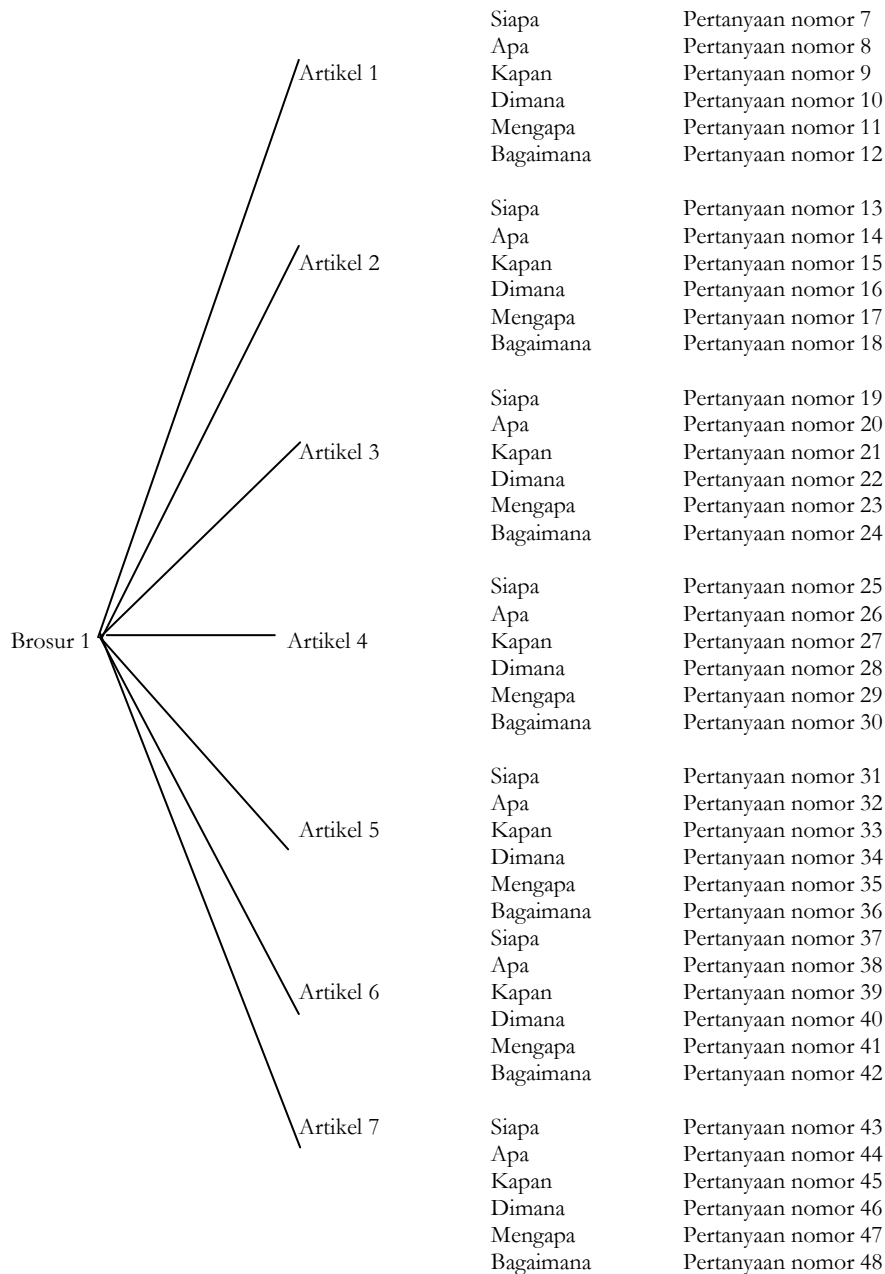 Siapa Pertanyaan nomor 7
Apa Pertanyaan nomor 8
Artikel 1 Kapan Pertanyaan nomor 9
Dimana Pertanyaan nomor 10
Mengapa Pertanyaan nomor 11
Bagaimana Pertanyaan nomor 12
Siapa Pertanyaan nomor 13
Apa Pertanyaan nomor 14
Artikel 2 Kapan Pertanyaan nomor 15
Dimana Pertanyaan nomor 16
Mengapa Pertanyaan nomor 17
Bagaimana Pertanyaan nomor 18
Siapa Pertanyaan nomor 19
Apa Pertanyaan nomor 20
Artikel 3 Kapan Pertanyaan nomor 21
Dimana Pertanyaan nomor 22
Mengapa Pertanyaan nomor 23
Bagaimana Pertanyaan nomor 24
Siapa Pertanyaan nomor 25
Apa Pertanyaan nomor 26
Brosur 1 Artikel 4 Kapan Pertanyaan nomor 27
Dimana Pertanyaan nomor 28
Mengapa Pertanyaan nomor 29
Bagaimana Pertanyaan nomor 30
Siapa Pertanyaan nomor 31
Apa Pertanyaan nomor 32
Artikel 5 Kapan Pertanyaan nomor 33
Dimana Pertanyaan nomor 34
Mengapa Pertanyaan nomor 35
Bagaimana Pertanyaan nomor 36
Siapa Pertanyaan nomor 37
Apa Pertanyaan nomor 38
Artikel 6 Kapan Pertanyaan nomor 39
Dimana Pertanyaan nomor 40
Mengapa Pertanyaan nomor 41
Bagaimana Pertanyaan nomor 42
Artikel 7 Siapa Pertanyaan nomor 43
Apa Pertanyaan nomor 44
Kapan Pertanyaan nomor 45
Dimana Pertanyaan nomor 46
Mengapa Pertanyaan nomor 47
Bagaimana Pertanyaan nomor 48